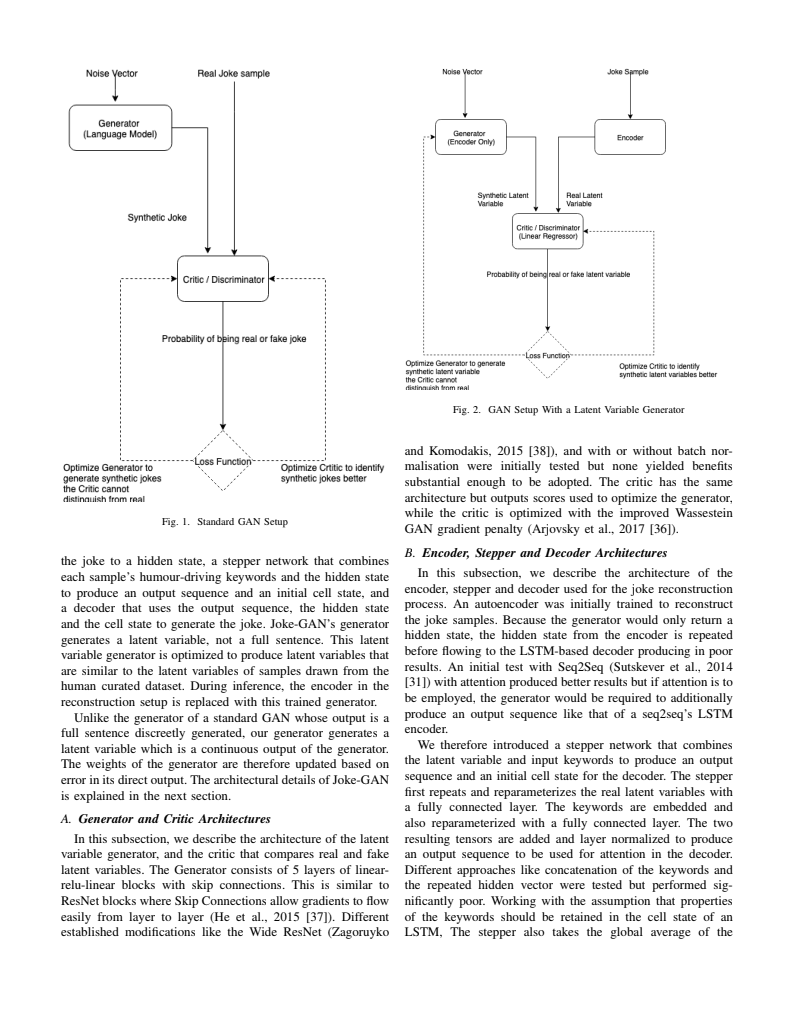 Noise Vector
Real Joke sample
Generator
(Language Model)
Synthetic Joke
Critic / Discriminator
Probability of being real or fake joke
Loss Function
Optimize Generator to
generate synthetic jokes
the Critic cannot
distinguish from real
Optimize Crtitic to identify
synthetic jokes better
Fig. 1. Standard GAN Setup
the joke to a hidden state, a stepper network that combines
each sample's humour-driving keywords and the hidden state
to produce an output sequence and an initial cell state, and
a decoder that uses the output sequence, the hidden state
and the cell state to generate the joke. Joke-GAN's generator
generates a latent variable, not a full sentence. This latent
variable generator is optimized to produce latent variables that
are similar to the latent variables of samples drawn from the
human curated dataset. During inference, the encoder in the
reconstruction setup is replaced with this trained generator.
Unlike the generator of a standard GAN whose output is a
full sentence discreetly generated, our generator generates a
latent variable which is a continuous output of the generator.
The weights of the generator are therefore updated based on
error in its direct output. The architectural details of Joke-GAN
is explained in the next section.
A. Generator and Critic Architectures
In this subsection, we describe the architecture of the latent
variable generator, and the critic that compares real and fake
latent variables. The Generator consists of 5 layers of linear-
relu-linear blocks with skip connections. This is similar to
ResNet blocks where Skip Connections allow gradients to flow
easily from layer to layer (He et al., 2015 [37]). Different
established modifications like the Wide ResNet (Zagoruyko
Noise Vector
Joke Sample
Generator
(Encoder Only)
Encoder
Synthetic Latent
Variable
Real Latent
Variable
Critic / Discriminator
(Linear Regressor)
Probability of being real or fake latent variable
Loss Function
Optimize Generator to generate
synthetic latent variable
the Critic cannot
distinguish from real
Optimize Crtitic to identify
synthetic latent variables better
Fig. 2. GAN Setup With a Latent Variable Generator
and Komodakis, 2015 [38]), and with or without batch nor-
malisation were initially tested but none yielded benefits
substantial enough to be adopted. The critic has the same
architecture but outputs scores used to optimize the generator,
while the critic is optimized with the improved Wassestein
GAN gradient penalty (Arjovsky et al., 2017 [36]).
B. Encoder, Stepper and Decoder Architectures
In this subsection, we describe the architecture of the
encoder, stepper and decoder used for the joke reconstruction
process. An autoencoder was initially trained to reconstruct
the joke samples. Because the generator would only return a
hidden state, the hidden state from the encoder is repeated
before flowing to the LSTM-based decoder producing in poor
results. An initial test with Seq2Seq (Sutskever et al., 2014
[31]) with attention produced better results but if attention is to
be employed, the generator would be required to additionally
produce an output sequence like that of a seq2seq's LSTM
encoder.
We therefore introduced a stepper network that combines
the latent variable and input keywords to produce an output
sequence and an initial cell state for the decoder. The stepper
first repeats and reparameterizes the real latent variables with
a fully connected layer. The keywords are embedded and
also reparameterized with a fully connected layer. The two
resulting tensors are added and layer normalized to produce
an output sequence to be used for attention in the decoder.
Different approaches like concatenation of the keywords and
the repeated hidden vector were tested but performed sig-
nificantly poor. Working with the assumption that properties
of the keywords should be retained in the cell state of an
LSTM, The stepper also takes the global average of the